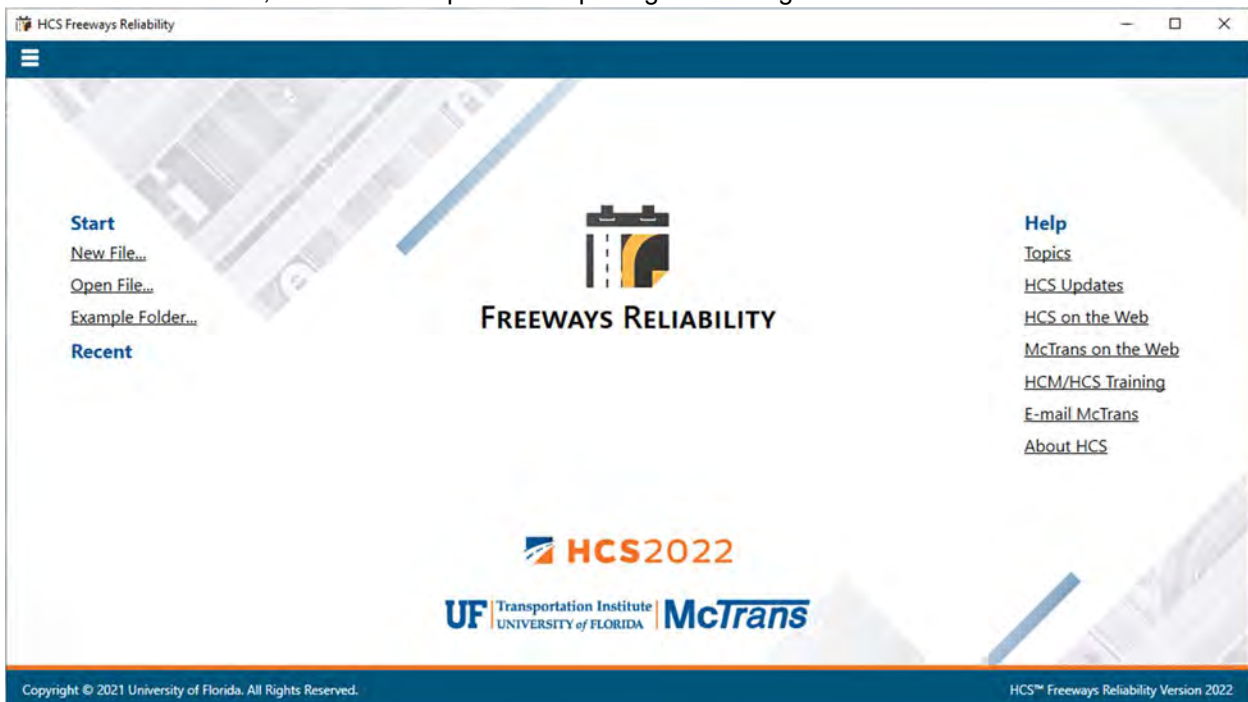 HCS Freeways Reliability
Start
New File...
Open File...
Example Folder...
Recent
FREEWAYS RELIABILITY
Help
Topics
HCS Updates
HCS on the Web
McTrans on the Web
HCM/HCS Training
E-mail McTrans
About HCS
HCS2022
UF Transportation Institute McTrans
UNIVERSITY of FLORIDA
Copyright © 2021 University of Florida. All Rights Reserved.
HCS™ Freeways Reliability Version 2022